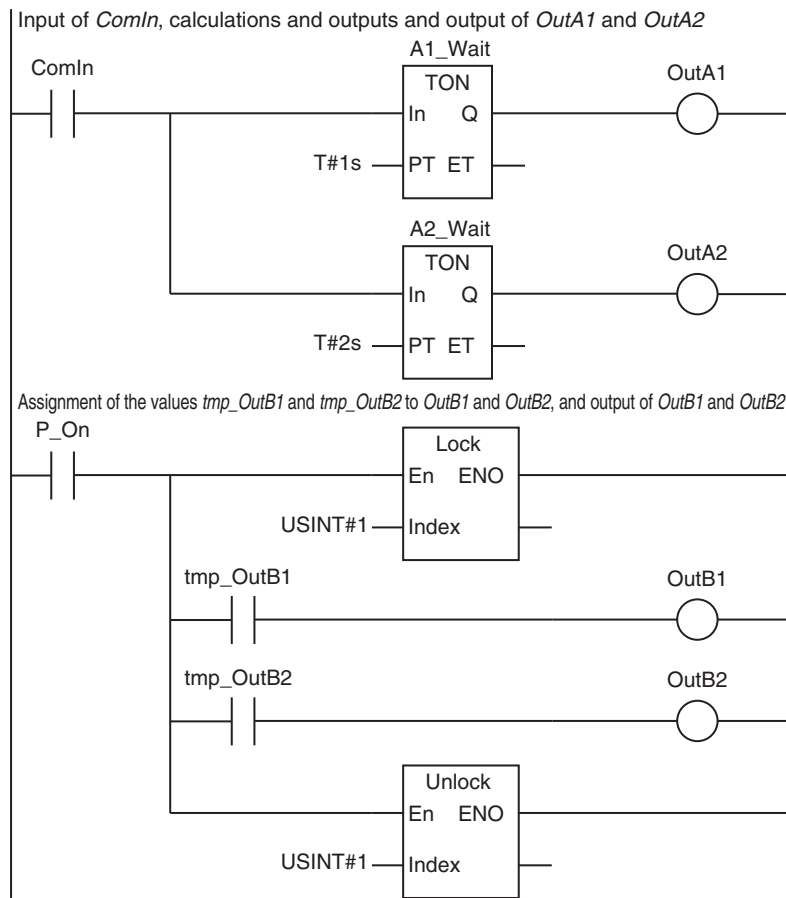 Input of ComIn, calculations and outputs and output of OutA1 and OutA2
A1_Wait
ComIn
TON
OutA1
In Q
T#1s
PT ET
A2_Wait
TON
OutA2
In Q
T#2s
PT ET
Assignment of the values tmp_OutB1 and tmp_OutB2 to OutB1 and OutB2, and output of OutB1 and OutB2
P_On
Lock
En ENO
USINT#1
Index
tmp_OutB1
OutB1
tmp_OutB2
OutB2
Unlock
En ENO
USINT#1
Index